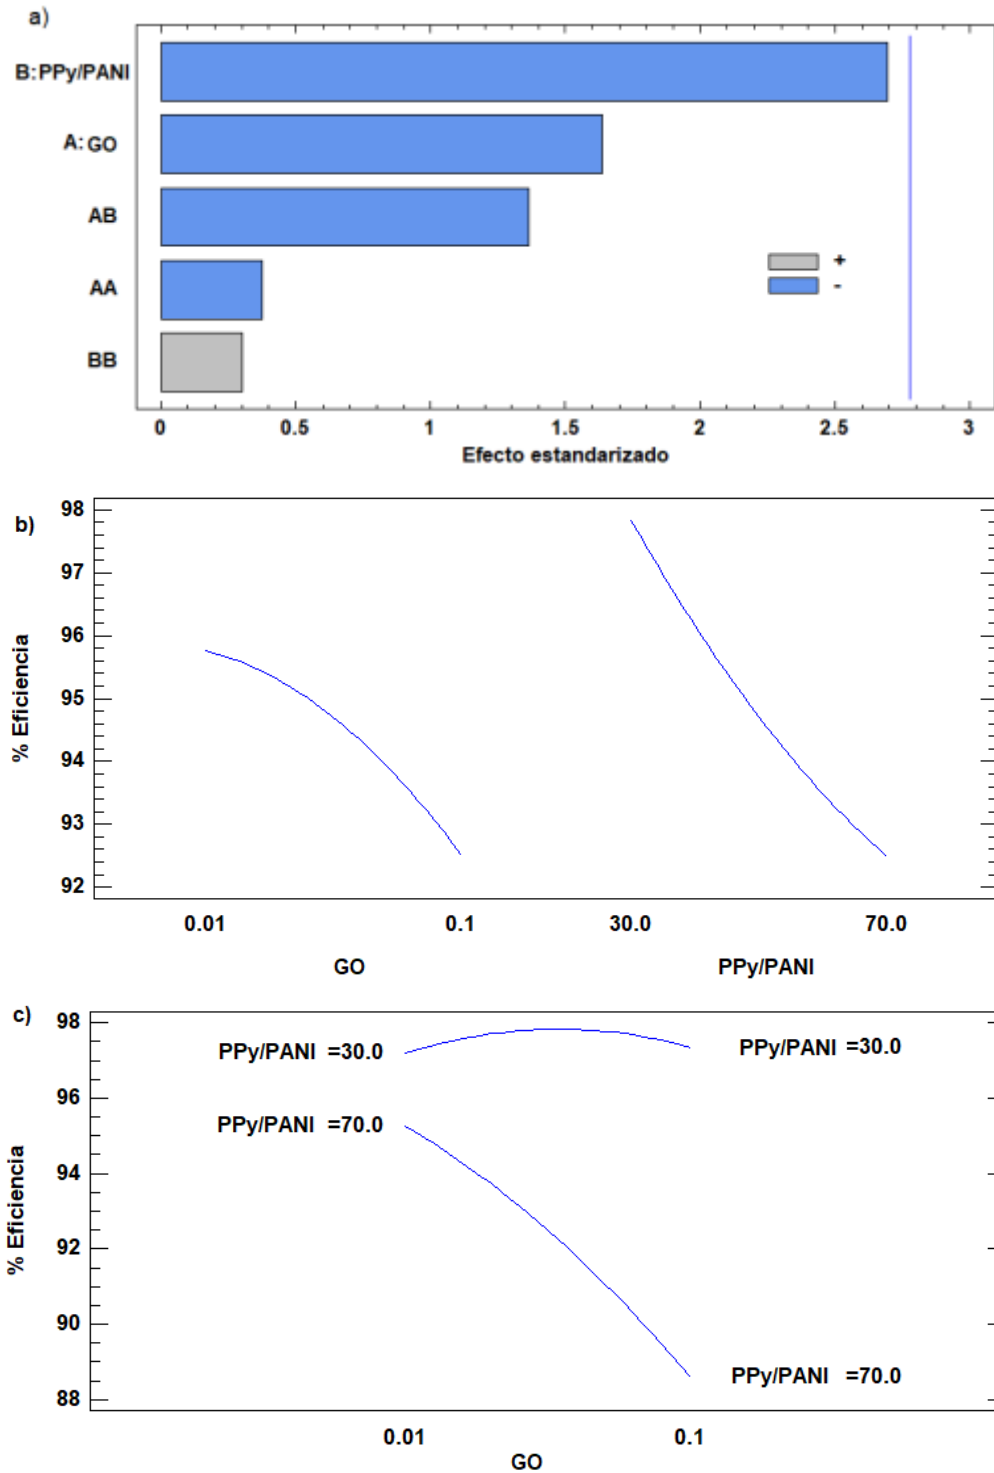 a)
B:PPy/PANI
A:GO
AB
AA
BB
+
-
0 0.5 1 1.5 2 2.5 3
Efecto estandarizado
b)
98
97
96
95
94
93
92
% Eficiencia
0.01 0.1 30.0 70.0
GO PPy/PANI
c)
98
96
94
92
90
88
% Eficiencia
PPy/PANI =30.0 PPy/PANI =30.0
PPy/PANI =70.0
PPy/PANI =70.0
0.01 0.1
GO